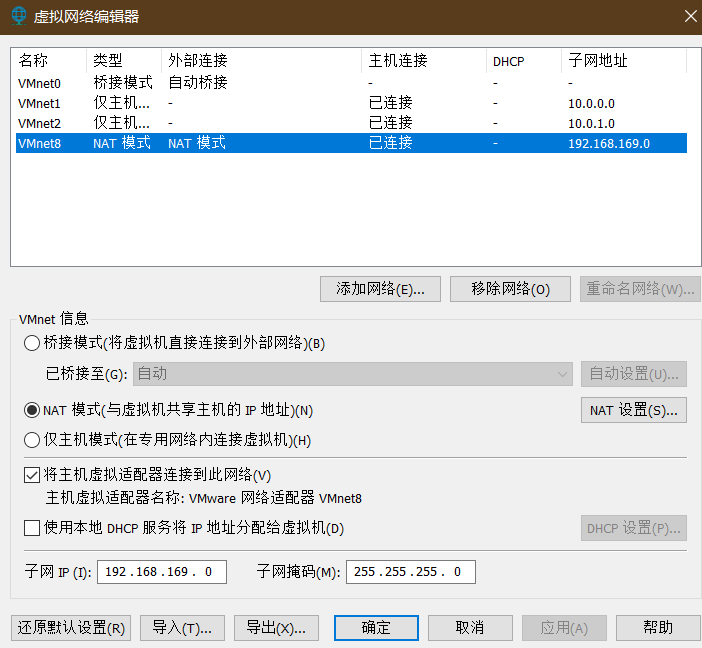 虚拟网络编辑器
名称 类型 外部连接 主机连接 DHCP 子网地址
VMnet0 桥接模式 自动桥接 - - -
VMnet1 仅主机... - 已连接 - 10.0.0.0
VMnet2 仅主机... - 已连接 - 10.0.1.0
VMnet8 NAT 模式 NAT 模式 已连接 - 192.168.169.0
添加网络(E)... 移除网络(O) 重命名网络(W)...
VMnet 信息
桥接模式(将虚拟机直接连接到外部网络)(B)
已桥接至(G): 自动 自动设置(U)...
NAT 模式(与虚拟机共享主机的 IP 地址)(N) NAT 设置(S)...
仅主机模式(在专用网络内连接虚拟机)(H)
将主机虚拟适配器连接到此网络(V)
主机虚拟适配器名称: VMware 网络适配器 VMnet8
使用本地 DHCP 服务将 IP 地址分配给虚拟机(D) DHCP 设置(P)...
子网 IP (I): 192.168.169. 0 子网掩码(M): 255.255.255. 0
还原默认设置(R) 导入(T)... 导出(X)... 确定 取消 应用(A) 帮助